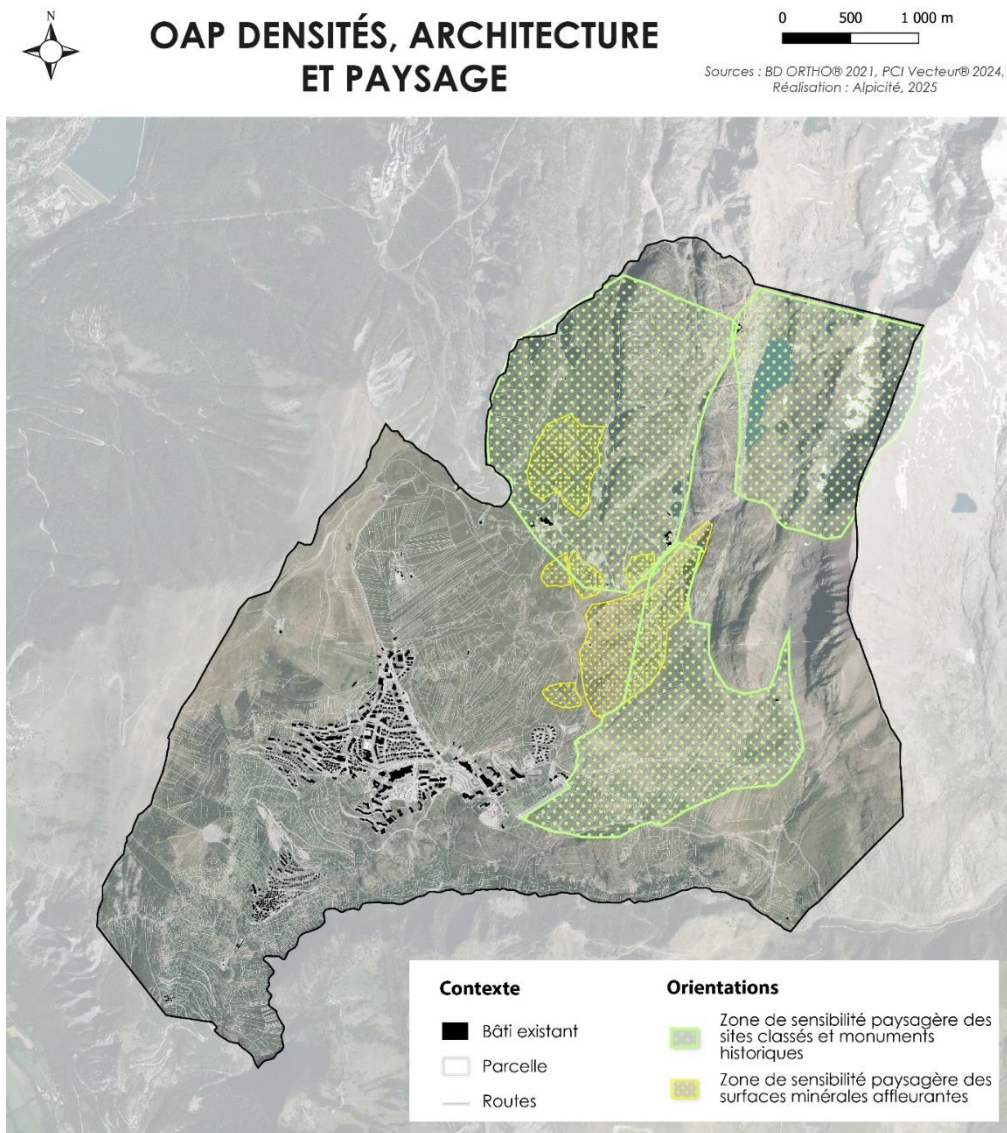 N
OAP DENSITÉS, ARCHITECTURE
ET PAYSAGE
0 500 1 000 m
Sources : BD ORTHO® 2021, PCI Vecteur® 2024,
Réalisation : Alpicité, 2025
Contexte
Bâti existant
Parcelle
Routes
Orientations
Zone de sensibilité paysagère des
sites classés et monuments
historiques
Zone de sensibilité paysagère des
surfaces minérales affleurantes